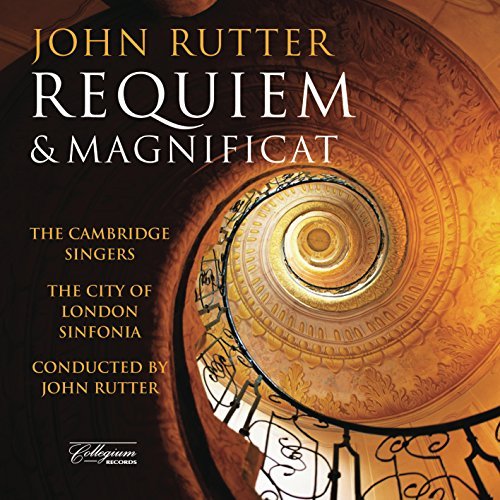 JOHN RUTTER
REQUIEM
& MAGNIFICAT
THE CAMBRIDGE
SINGERS
THE CITY OF
LONDON
SINFONIA
CONDUCTED BY
JOHN RUTTER
Collegium
RECORDS